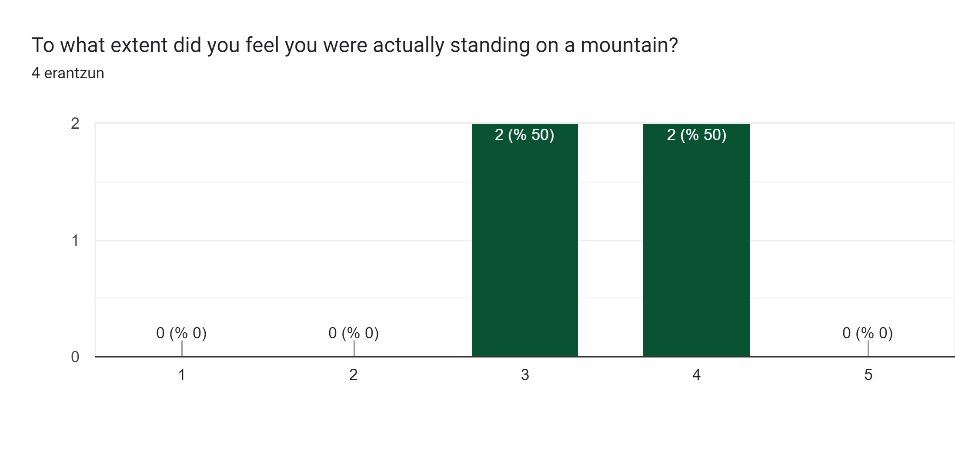 To what extent did you feel you were actually standing on a mountain?
4 erantzun
2
2 (% 50)
2 (% 50)
1
0 (% 0)
0 (% 0)
0 (% 0)
0
1
2
3
4
5